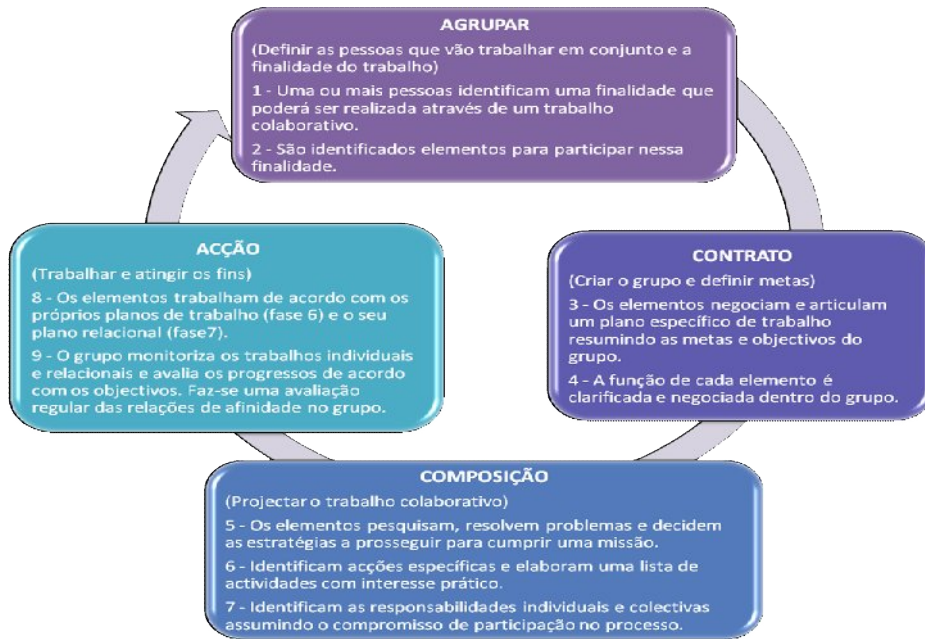 AGRUPAR
(Definir as pessoas que vão trabalhar em conjunto e a
finalidade do trabalho)
1 - Uma ou mais pessoas identificam uma finalidade que
poderá ser realizada através de um trabalho
colaborativo.
2 - São identificados elementos para participar nessa
finalidade.
CONTRATO
(Criar o grupo e definir metas)
3 - Os elementos negociam e articulam
um plano específico de trabalho
resumindo as metas e objectivos do
grupo.
4 - A função de cada elemento é
clarificada e negociada dentro do grupo.
COMPOSIÇÃO
(Projectar o trabalho colaborativo)
5 - Os elementos pesquisam, resolvem problemas e decidem
as estratégias a prosseguir para cumprir uma missão.
6 - Identificam acções específicas e elaboram uma lista de
actividades com interesse prático.
7 - Identificam as responsabilidades individuais e colectivas
assumindo o compromisso de participação no processo.
ACÇÃO
(Trabalhar e atingir os fins)
8 - Os elementos trabalham de acordo com os
próprios planos de trabalho (fase 6) e o seu
plano relacional (fase7).
9 - O grupo monitoriza os trabalhos individuais
e relacionais e avalia os progressos de acordo
com os objectivos. Faz-se uma avaliação
regular das relações de afinidade no grupo.